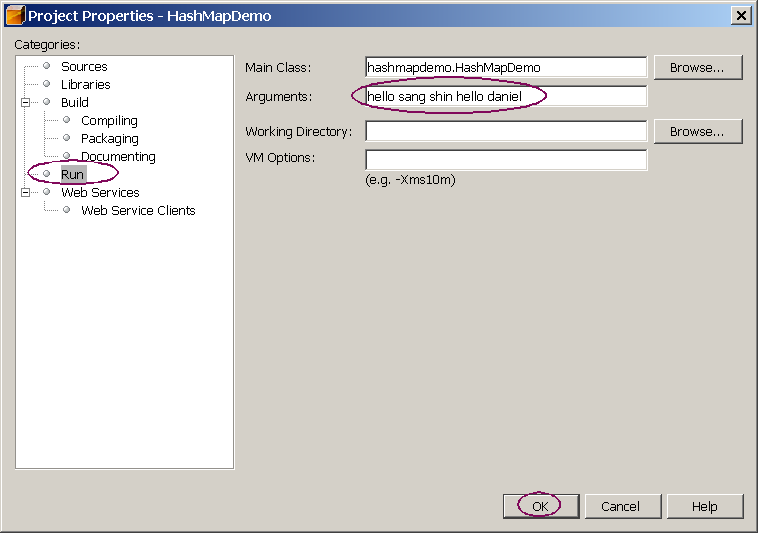 Project Properties - HashMapDemo
Categories:
Sources
Libraries
Build
Compiling
Packaging
Documenting
Run
Web Services
Web Service Clients
Main Class: hashmapdemo.HashMapDemo Browse...
Arguments: hello sang shin hello daniel
Working Directory: Browse...
VM Options:
(e.g. -Xms10m)
OK Cancel Help